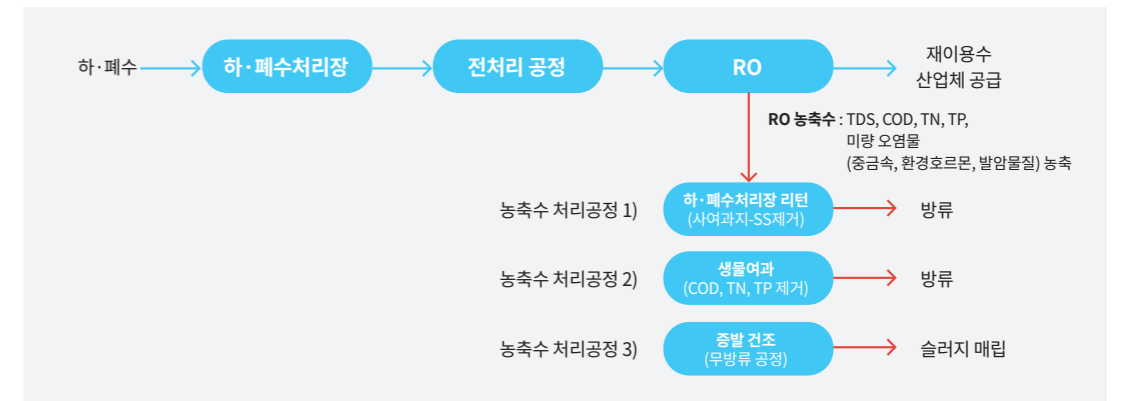 하·폐수
하·폐수처리장
전처리 공정
RO
재이용수
산업체 공급
RO 농축수 : TDS, COD, TN, TP,
미량 오염물
(중금속, 환경호르몬, 발암물질) 농축
농축수 처리공정 1)
하·폐수처리장 리턴
(사여과지-SS제거)
방류
농축수 처리공정 2)
생물여과
(COD, TN, TP 제거)
방류
농축수 처리공정 3)
증발 건조
(무방류 공정)
슬러지 매립